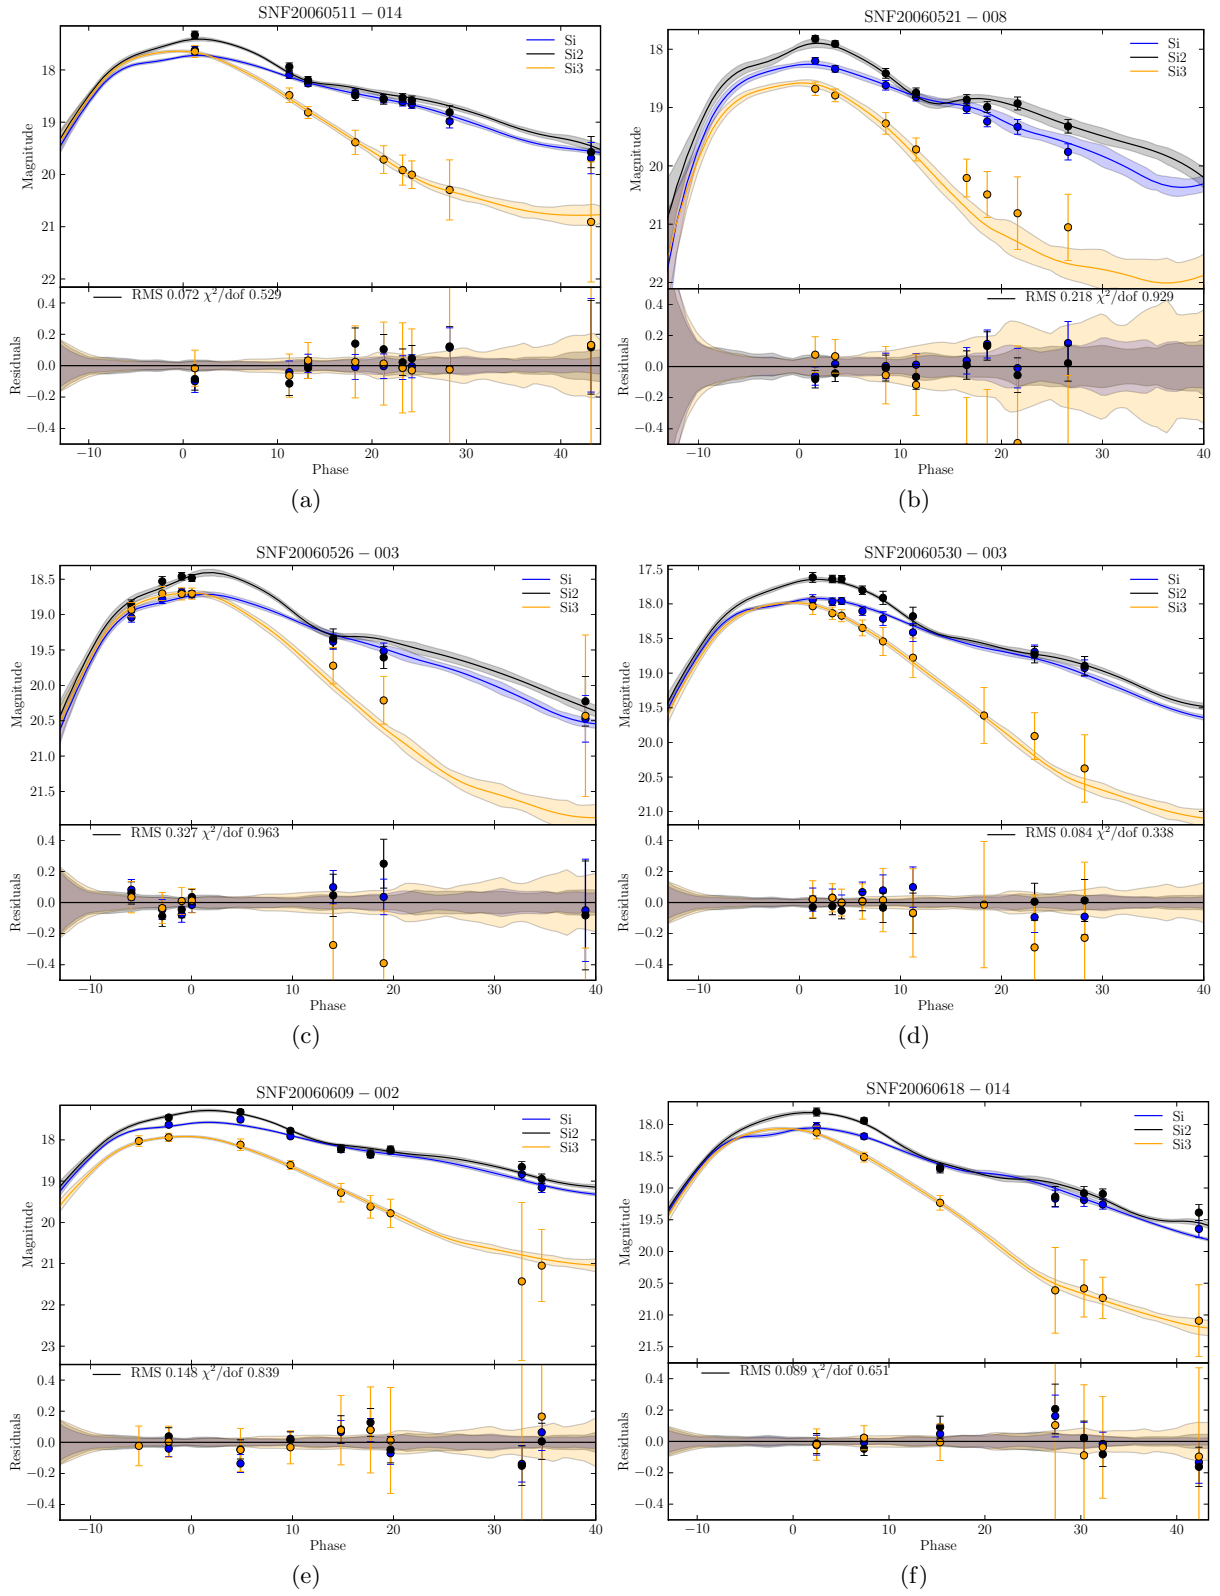 SNF20060511 − 014
Si
Si2
Si3
Magnitude
18
19
20
21
22
RMS 0.072 χ²/dof 0.529
Residuals
0.4
0.2
0.0
−0.2
−0.4
−10 0 10 20 30 40
Phase
(a)
SNF20060521 − 008
Si
Si2
Si3
Magnitude
18
19
20
21
22
RMS 0.218 χ²/dof 0.929
Residuals
0.4
0.2
0.0
−0.2
−0.4
−10 0 10 20 30 40
Phase
(b)
SNF20060526 − 003
Si
Si2
Si3
Magnitude
18.5
19.0
19.5
20.0
20.5
21.0
21.5
RMS 0.327 χ²/dof 0.963
Residuals
0.4
0.2
0.0
−0.2
−0.4
−10 0 10 20 30 40
Phase
(c)
SNF20060530 − 003
Si
Si2
Si3
Magnitude
17.5
18.0
18.5
19.0
19.5
20.0
20.5
21.0
RMS 0.084 χ²/dof 0.338
Residuals
0.4
0.2
0.0
−0.2
−0.4
−10 0 10 20 30 40
Phase
(d)
SNF20060609 − 002
Si
Si2
Si3
Magnitude
18
19
20
21
22
23
RMS 0.148 χ²/dof 0.839
Residuals
0.4
0.2
0.0
−0.2
−0.4
−10 0 10 20 30 40
Phase
(e)
SNF20060618 − 014
Si
Si2
Si3
Magnitude
18.0
18.5
19.0
19.5
20.0
20.5
21.0
21.5
RMS 0.089 χ²/dof 0.651
Residuals
0.4
0.2
0.0
−0.2
−0.4
−10 0 10 20 30 40
Phase
(f)